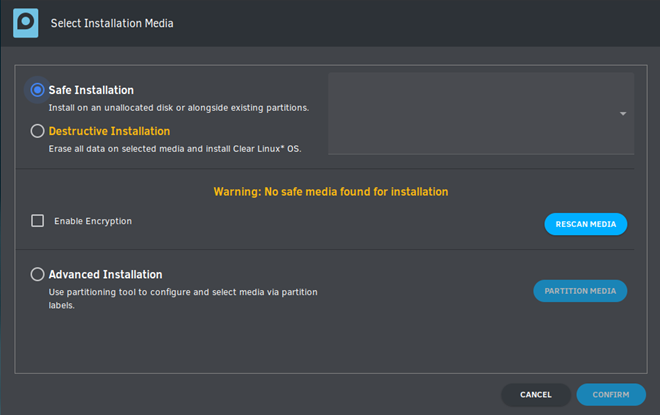 Select Installation Media
Safe Installation
Install on an unallocated disk or alongside existing partitions.
Destructive Installation
Erase all data on selected media and install Clear Linux* OS.
Warning: No safe media found for installation
Enable Encryption
RESCAN MEDIA
Advanced Installation
Use partitioning tool to configure and select media via partition
labels.
PARTITION MEDIA
CANCEL
CONFIRM